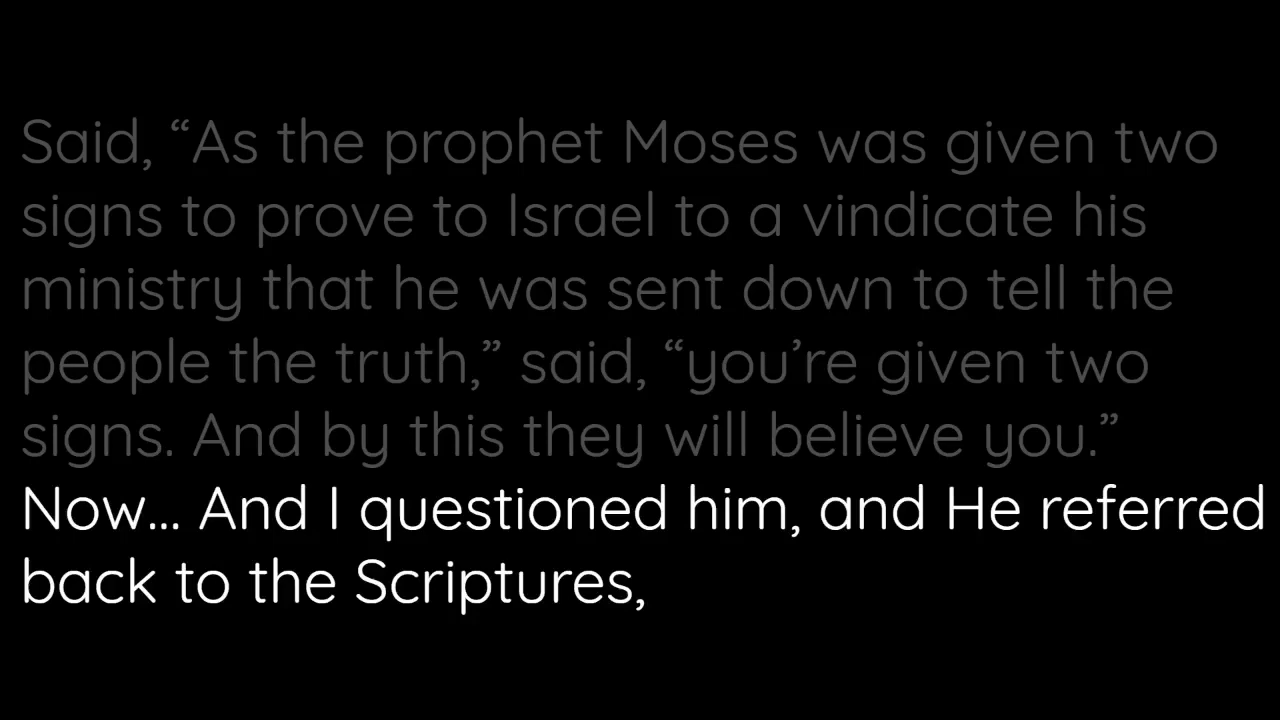 Said, “As the prophet Moses was given two
signs to prove to Israel to a vindicate his
ministry that he was sent down to tell the
people the truth,” said, “you’re given two
signs. And by this they will believe you.”
Now... And I questioned him, and He referred
back to the Scriptures,